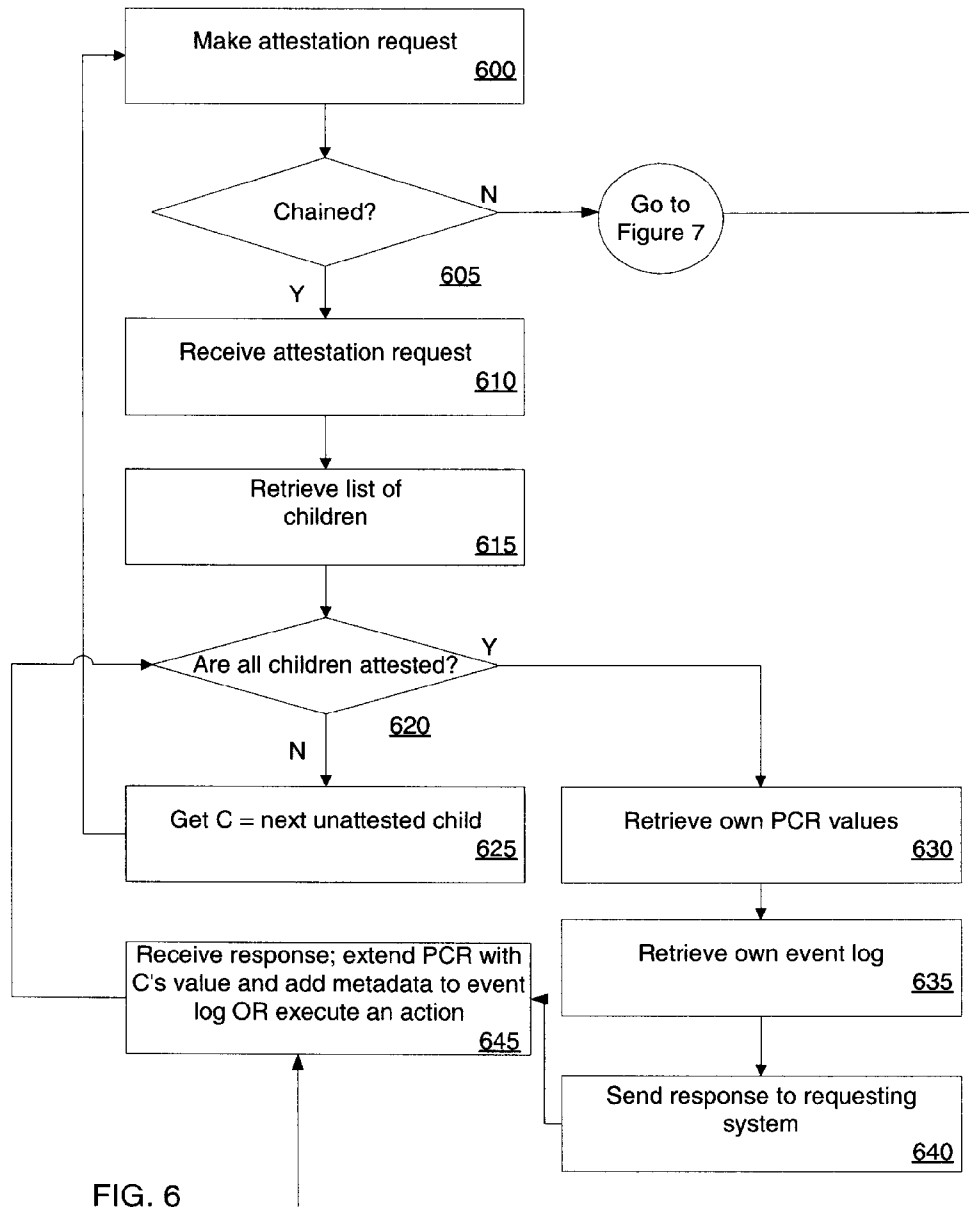 Make attestation request
600
Chained?
N
Go to
Figure 7
605
Y
Receive attestation request
610
Retrieve list of
children
615
Are all children attested?
Y
620
N
Get C = next unattested child
625
Retrieve own PCR values
630
Retrieve own event log
635
Receive response; extend PCR with
C's value and add metadata to event
log OR execute an action
645
Send response to requesting
system
640
FIG. 6